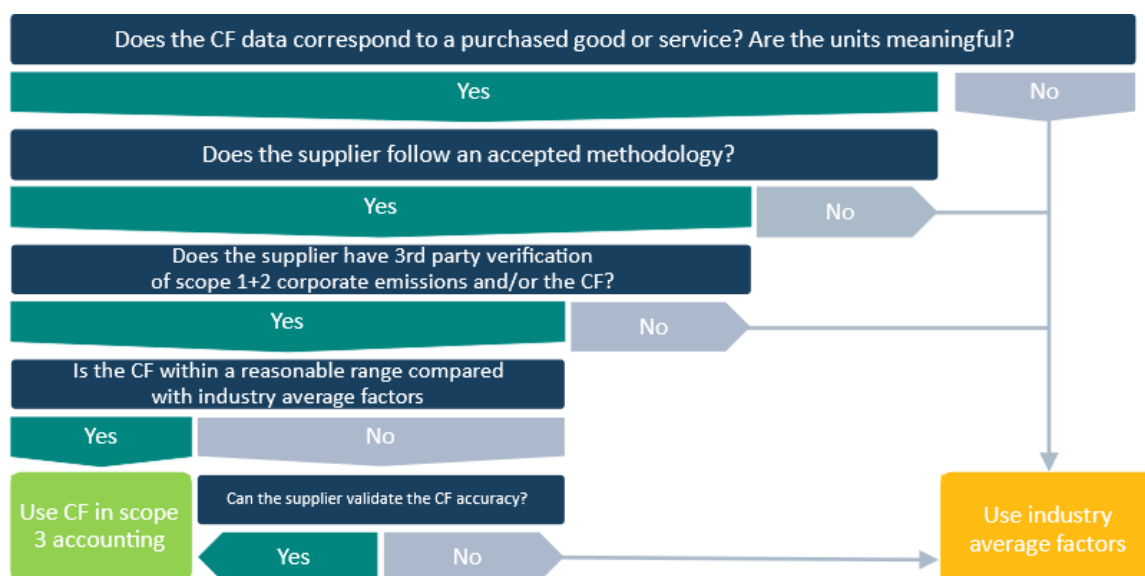 Does the CF data correspond to a purchased good or service? Are the units meaningful?
Yes
No
Does the supplier follow an accepted methodology?
Yes
No
Does the supplier have 3rd party verification
of scope 1+2 corporate emissions and/or the CF?
Yes
No
Is the CF within a reasonable range compared
with industry average factors
Yes
No
Use CF in scope
3 accounting
Can the supplier validate the CF accuracy?
Yes
No
Use industry
average factors